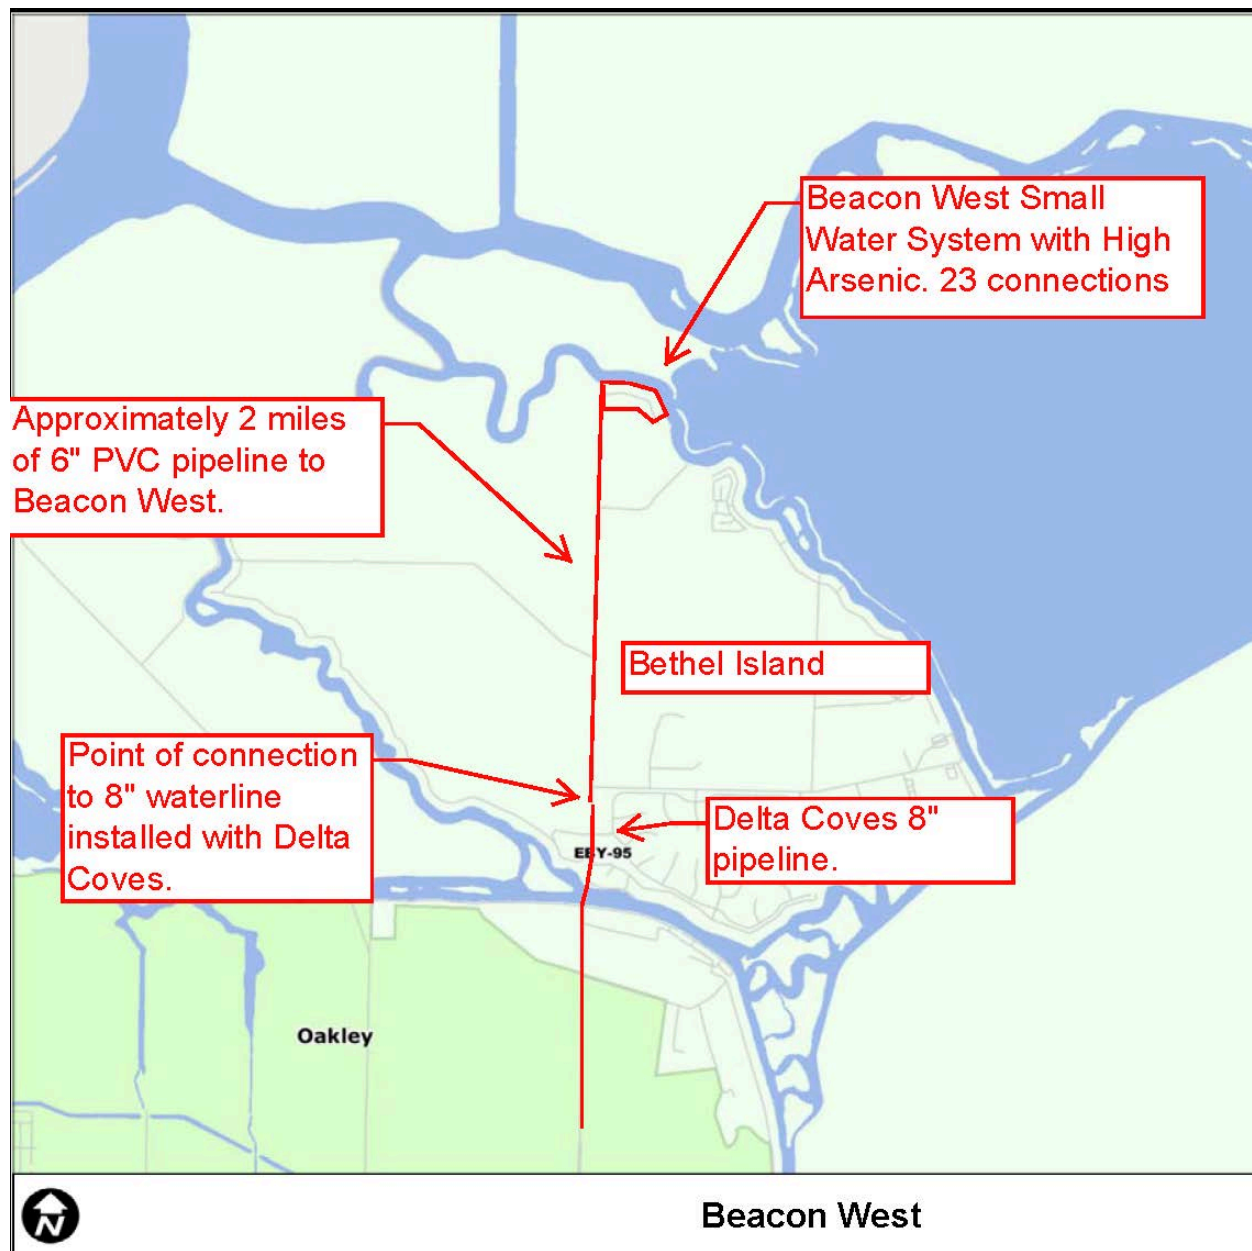 Beacon West Small
Water System with High
Arsenic. 23 connections
Approximately 2 miles
of 6" PVC pipeline to
Beacon West.
Bethel Island
Point of connection
to 8" waterline
installed with Delta
Coves.
Delta Coves 8"
pipeline.
Oakley
N
Beacon West